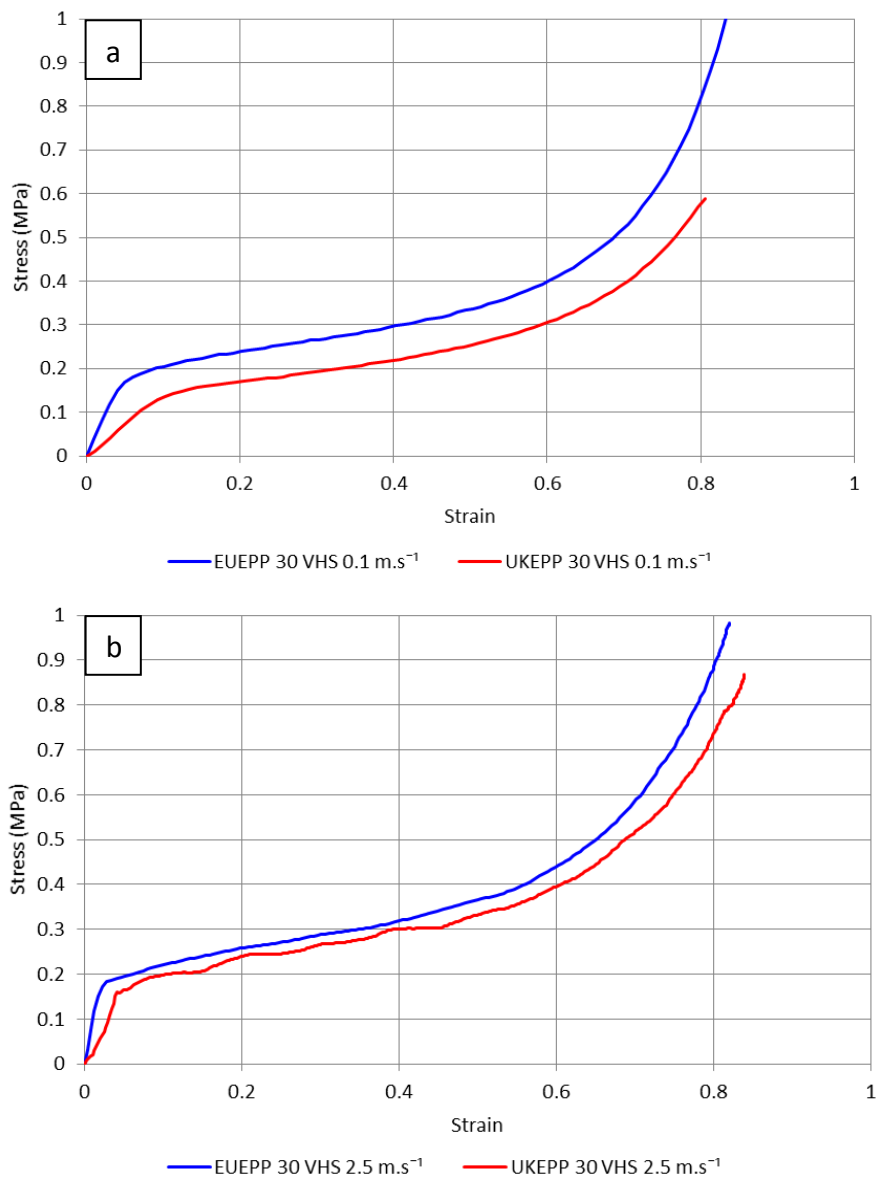 a
1
0.9
0.8
0.7
0.6
0.5
0.4
0.3
0.2
0.1
0
Stress (MPa)
0 0.2 0.4 0.6 0.8 1
Strain
EUEPP 30 VHS 0.1 m.s⁻¹ UKEPP 30 VHS 0.1 m.s⁻¹
b
1
0.9
0.8
0.7
0.6
0.5
0.4
0.3
0.2
0.1
0
Stress (MPa)
0 0.2 0.4 0.6 0.8 1
Strain
EUEPP 30 VHS 2.5 m.s⁻¹ UKEPP 30 VHS 2.5 m.s⁻¹